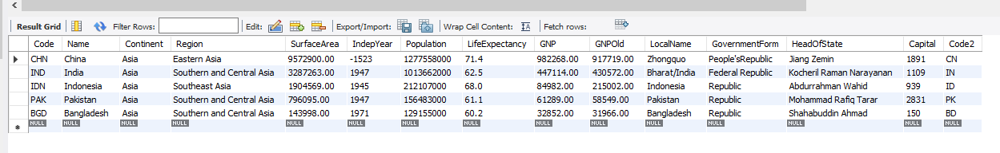 Result Grid Filter Rows: Edit: Export/Import: Wrap Cell Content: IA Fetch rows:
Code Name Continent Region SurfaceArea IndepYear Population LifeExpectancy GNP GNPOld LocalName GovernmentForm HeadOfState Capital Code2
CHN China Asia Eastern Asia 9572900.00 -1523 1277558000 71.4 982268.00 917719.00 Zhongquo People'sRepublic Jiang Zemin 1891 CN
IND India Asia Southern and Central Asia 3287263.00 1947 1013662000 62.5 447114.00 430572.00 Bharat/India Federal Republic Kocheril Raman Narayanan 1109 IN
IDN Indonesia Asia Southeast Asia 1904569.00 1945 212107000 68.0 84982.00 215002.00 Indonesia Republic Abdurrahman Wahid 939 ID
PAK Pakistan Asia Southern and Central Asia 796095.00 1947 156483000 61.1 61289.00 58549.00 Pakistan Republic Mohammad Rafiq Tarar 2831 PK
BGD Bangladesh Asia Southern and Central Asia 143998.00 1971 129155000 60.2 32852.00 31966.00 Bangladesh Republic Shahabuddin Ahmad 150 BD
NULL NULL NULL NULL NULL NULL NULL NULL NULL NULL NULL NULL NULL NULL NULL